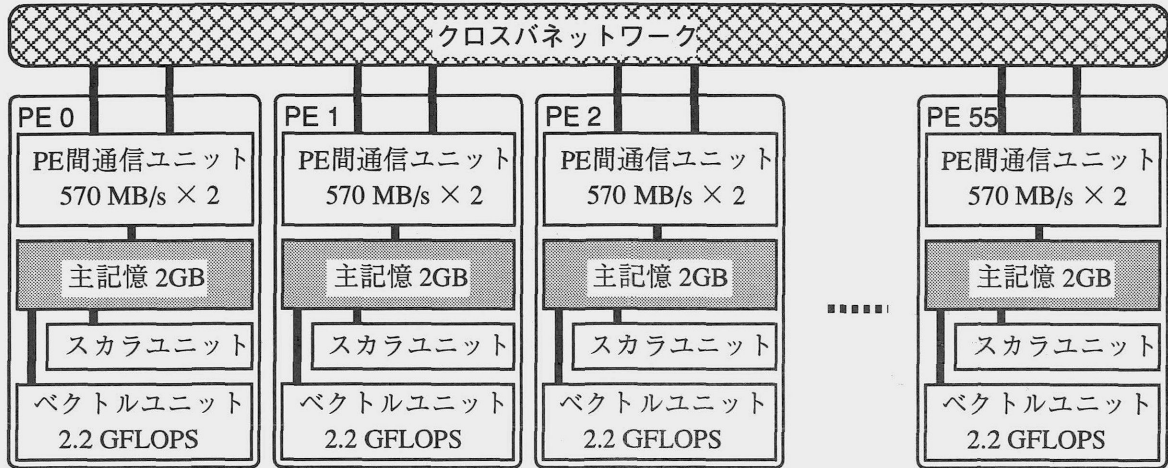 クロスバネットワーク
PE 0
PE間通信ユニット
570 MB/s × 2
主記憶 2GB
スカラユニット
ベクトルユニット
2.2 GFLOPS
PE 1
PE間通信ユニット
570 MB/s × 2
主記憶 2GB
スカラユニット
ベクトルユニット
2.2 GFLOPS
PE 2
PE間通信ユニット
570 MB/s × 2
主記憶 2GB
スカラユニット
ベクトルユニット
2.2 GFLOPS
PE 55
PE間通信ユニット
570 MB/s × 2
主記憶 2GB
スカラユニット
ベクトルユニット
2.2 GFLOPS